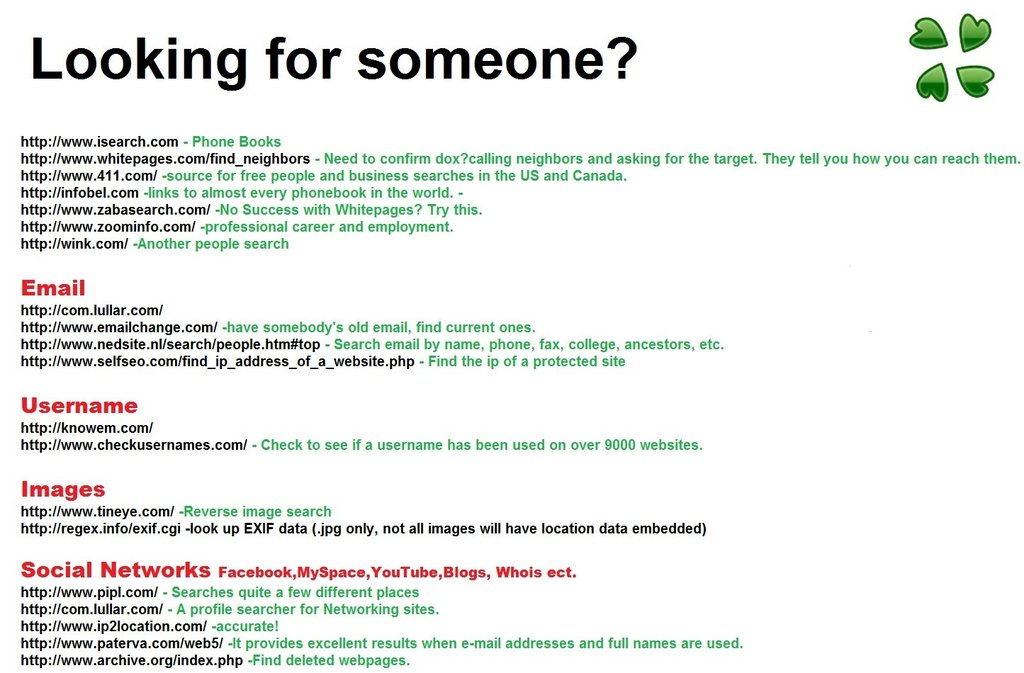 Looking for someone?
http://www.isearch.com - Phone Books
http://www.whitepages.com/find_neighbors - Need to confirm dox?calling neighbors and asking for the target. They tell you how you can reach them.
http://www.411.com/ -source for free people and business searches in the US and Canada.
http://infobel.com -links to almost every phonebook in the world. -
http://www.zabasearch.com/ -No Success with Whitepages? Try this.
http://www.zoominfo.com/ -professional career and employment.
http://wink.com/ -Another people search
Email
http://com.lullar.com/
http://www.emailchange.com/ -have somebody's old email, find current ones.
http://www.nedsite.nl/search/people.htm#top - Search email by name, phone, fax, college, ancestors, etc.
http://www.selfseo.com/find_ip_address_of_a_website.php - Find the ip of a protected site
Username
http://knowem.com/
http://www.checkusernames.com/ - Check to see if a username has been used on over 9000 websites.
Images
http://www.tineye.com/ -Reverse image search
http://regex.info/exif.cgi -look up EXIF data (.jpg only, not all images will have location data embedded)
Social Networks Facebook,MySpace,YouTube,Blogs, Whois ect.
http://www.pipl.com/ - Searches quite a few different places
http://com.lullar.com/ - A profile searcher for Networking sites.
http://www.ip2location.com/ -accurate!
http://www.paterva.com/web5/ -It provides excellent results when e-mail addresses and full names are used.
http://www.archive.org/index.php -Find deleted webpages.